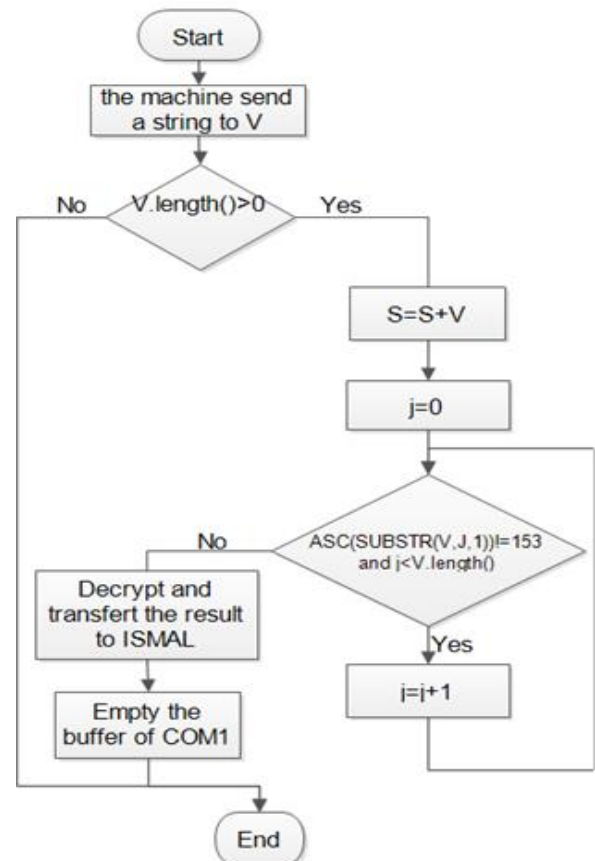 Start
the machine send
a string to V
V.length()>0
No
Yes
S=S+V
j=0
ASC(SUBSTR(V,J,1))!=153
and j<V.length()
No
Yes
Decrypt and
transfert the result
to ISMAL
j=j+1
Empty the
buffer of COM1
End